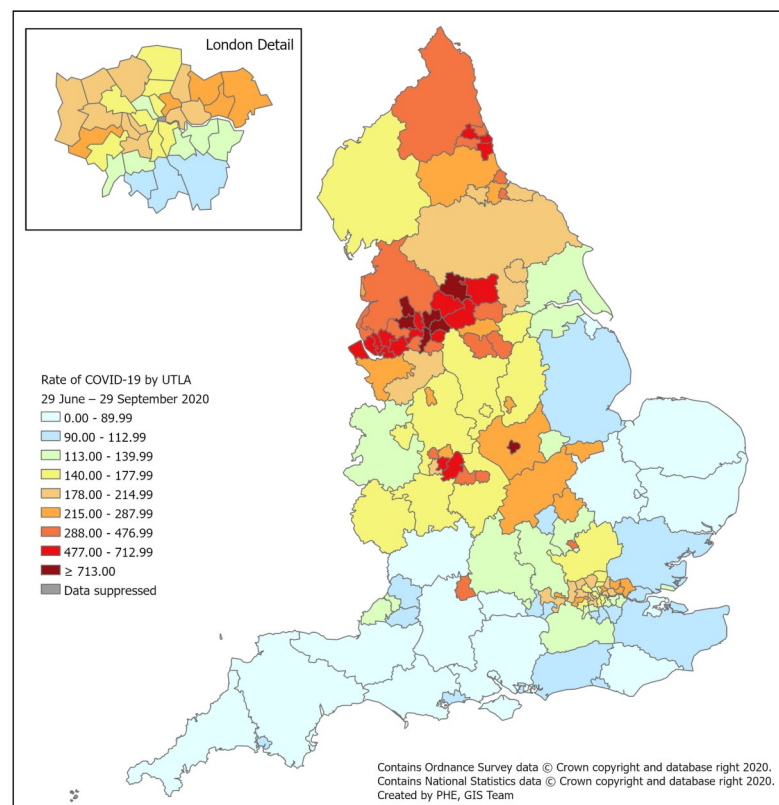 London Detail
Rate of COVID-19 by UTLA
29 June – 29 September 2020
0.00 - 89.99
90.00 - 112.99
113.00 - 139.99
140.00 - 177.99
178.00 - 214.99
215.00 - 287.99
288.00 - 476.99
477.00 - 712.99
≥ 713.00
Data suppressed
Contains Ordnance Survey data © Crown copyright and database right 2020.
Contains National Statistics data © Crown copyright and database right 2020.
Created by PHE, GIS Team